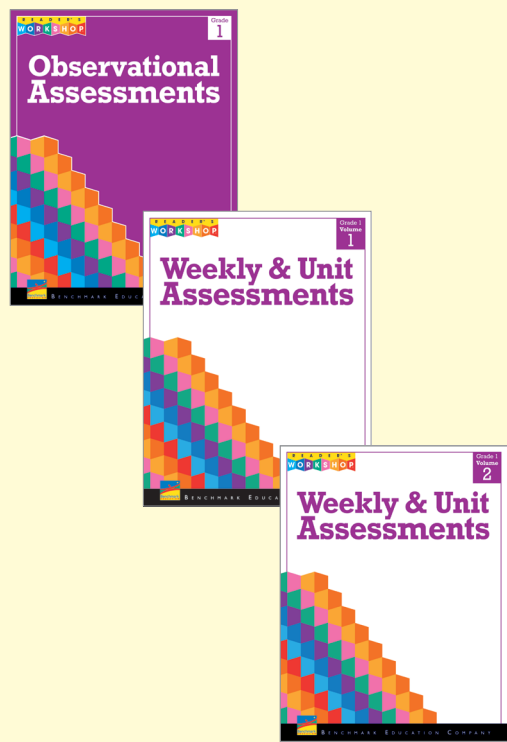 READER'S
WORKSHOP
Grade
1
Observational
Assessments
BENCHMARK EDUC
READER'S
WORKSHOP
Grade 1
Volume
1
Weekly & Unit
Assessments
BENCHMARK EDUCA
READER'S
WORKSHOP
Grade 1
Volume
2
Weekly & Unit
Assessments
BENCHMARK EDUCATION COMPANY